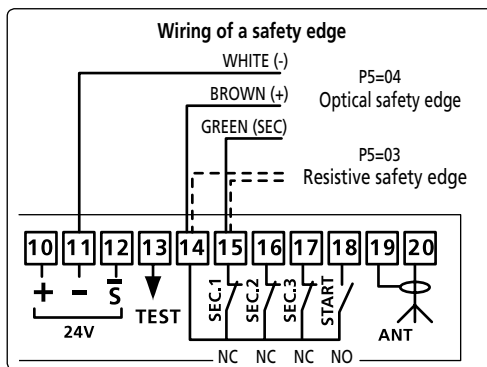 Wiring of a safety edge
WHITE (-)
P5=04
BROWN (+)
Optical safety edge
GREEN (SEC)
P5=03
Resistive safety edge
10 11 12 13 14 15 16 17 18 19 20
+ - S̅
24V
TEST
SEC.1
SEC.2
SEC.3
START
ANT
NC NC NC NO